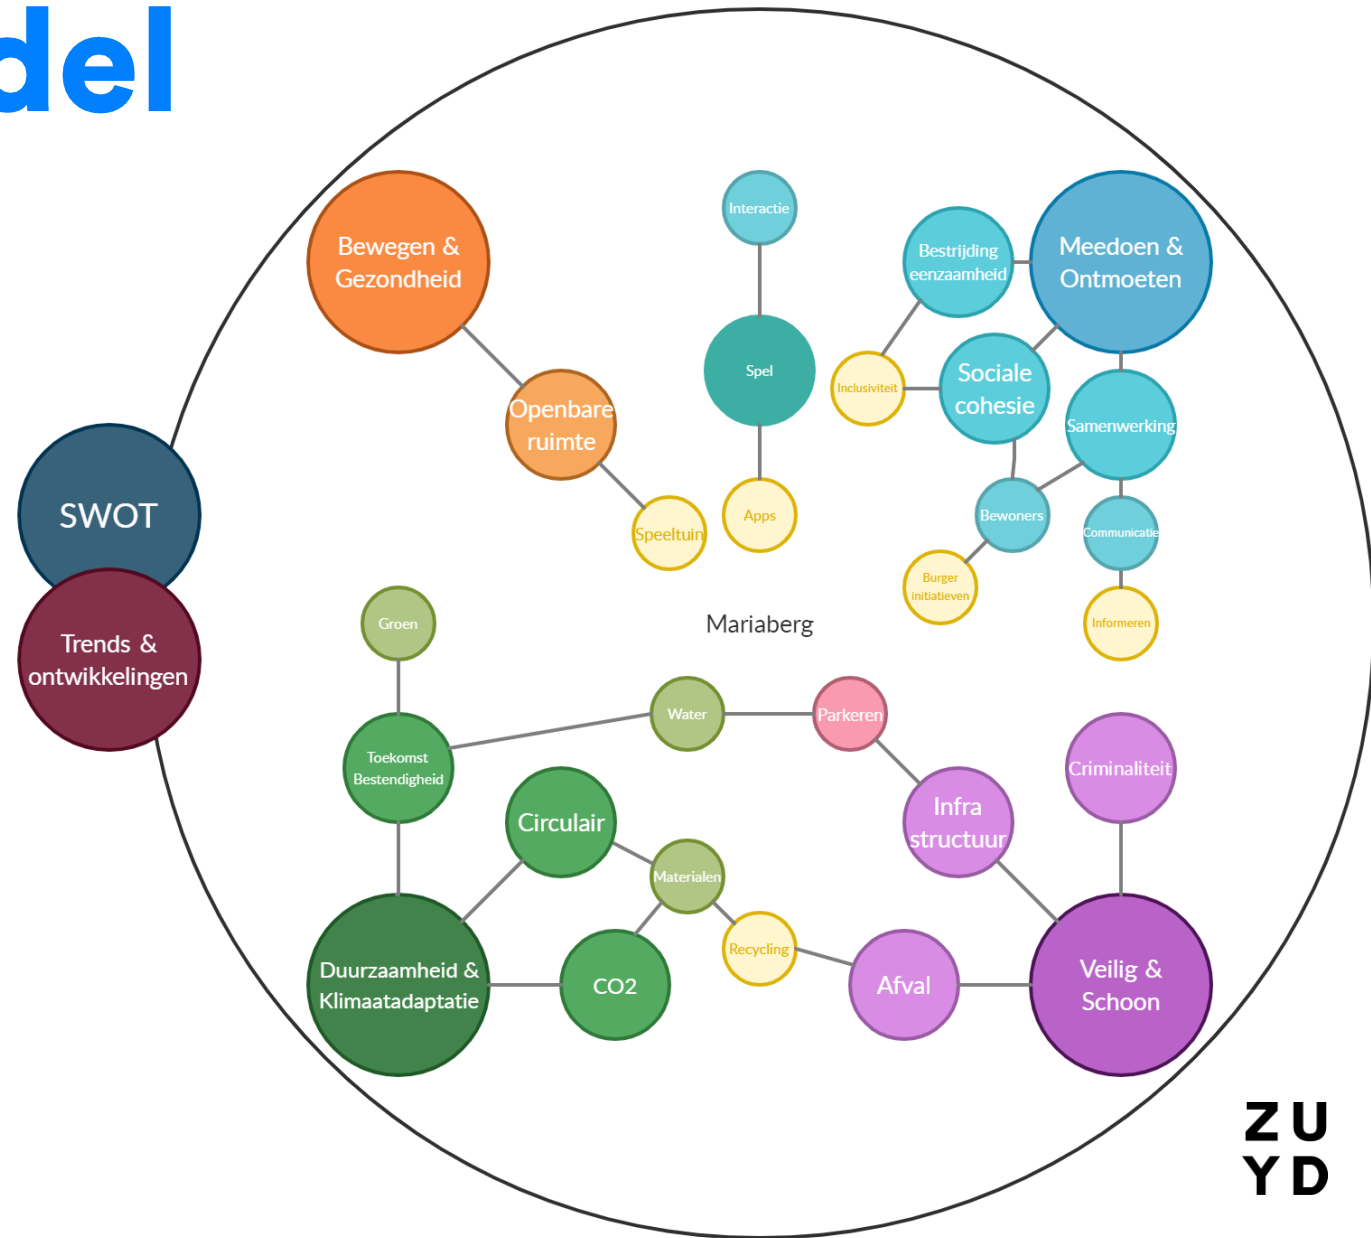 del
Interactie
Bewegen &
Gezondheid
Bestrijding
eenzaamheid
Meedoen &
Ontmoeten
Spel
Inclusiviteit
Sociale
cohesie
Openbare
ruimte
Samenwerking
SWOT
Speeltuin
Apps
Bewoners
Communicatie
Burger
initiatieven
Groen
Mariaberg
Informeren
Trends &
ontwikkelingen
Water
Parkeren
Toekomst
Bestendigheid
Criminaliteit
Circulair
Infra
structuur
Materialen
Recycling
Duurzaamheid &
Klimaatadaptatie
CO2
Afval
Veilig &
Schoon
ZU
YD